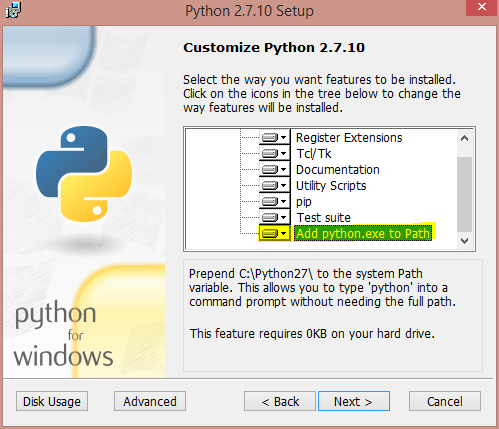 Python 2.7.10 Setup
Customize Python 2.7.10
Select the way you want features to be installed.
Click on the icons in the tree below to change the
way features will be installed.
Register Extensions
Tcl/Tk
Documentation
Utility Scripts
pip
Test suite
Add python.exe to Path
Prepend C:\Python27\ to the system Path
variable. This allows you to type 'python' into a
command prompt without needing the full path.
This feature requires 0KB on your hard drive.
python
for
windows
Disk Usage
Advanced
< Back
Next >
Cancel